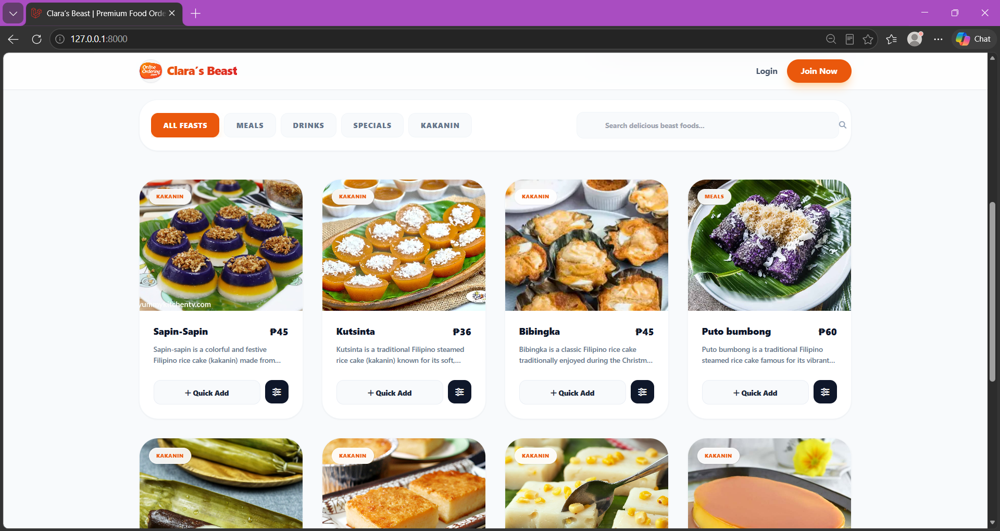 Clara's Beast | Premium Food Orde
127.0.0.1:8000
Chat
Online
Ordering
.com
Clara's Beast
Login
Join Now
ALL FEASTS
MEALS
DRINKS
SPECIALS
KAKANIN
Search delicious beast foods...
KAKANIN
KAKANIN
KAKANIN
MEALS
yummykitchentv.com
Sapin-Sapin
₱45
Sapin-sapin is a colorful and festive
Filipino rice cake (kakanin) made from...
+ Quick Add
Kutsinta
₱36
Kutsinta is a traditional Filipino steamed
rice cake (kakanin) known for its soft,...
+ Quick Add
Bibingka
₱45
Bibingka is a classic Filipino rice cake
traditionally enjoyed during the Christm...
+ Quick Add
Puto bumbong
₱60
Puto bumbong is a traditional Filipino
steamed rice cake famous for its vibrant...
+ Quick Add
KAKANIN
KAKANIN
KAKANIN
KAKANIN